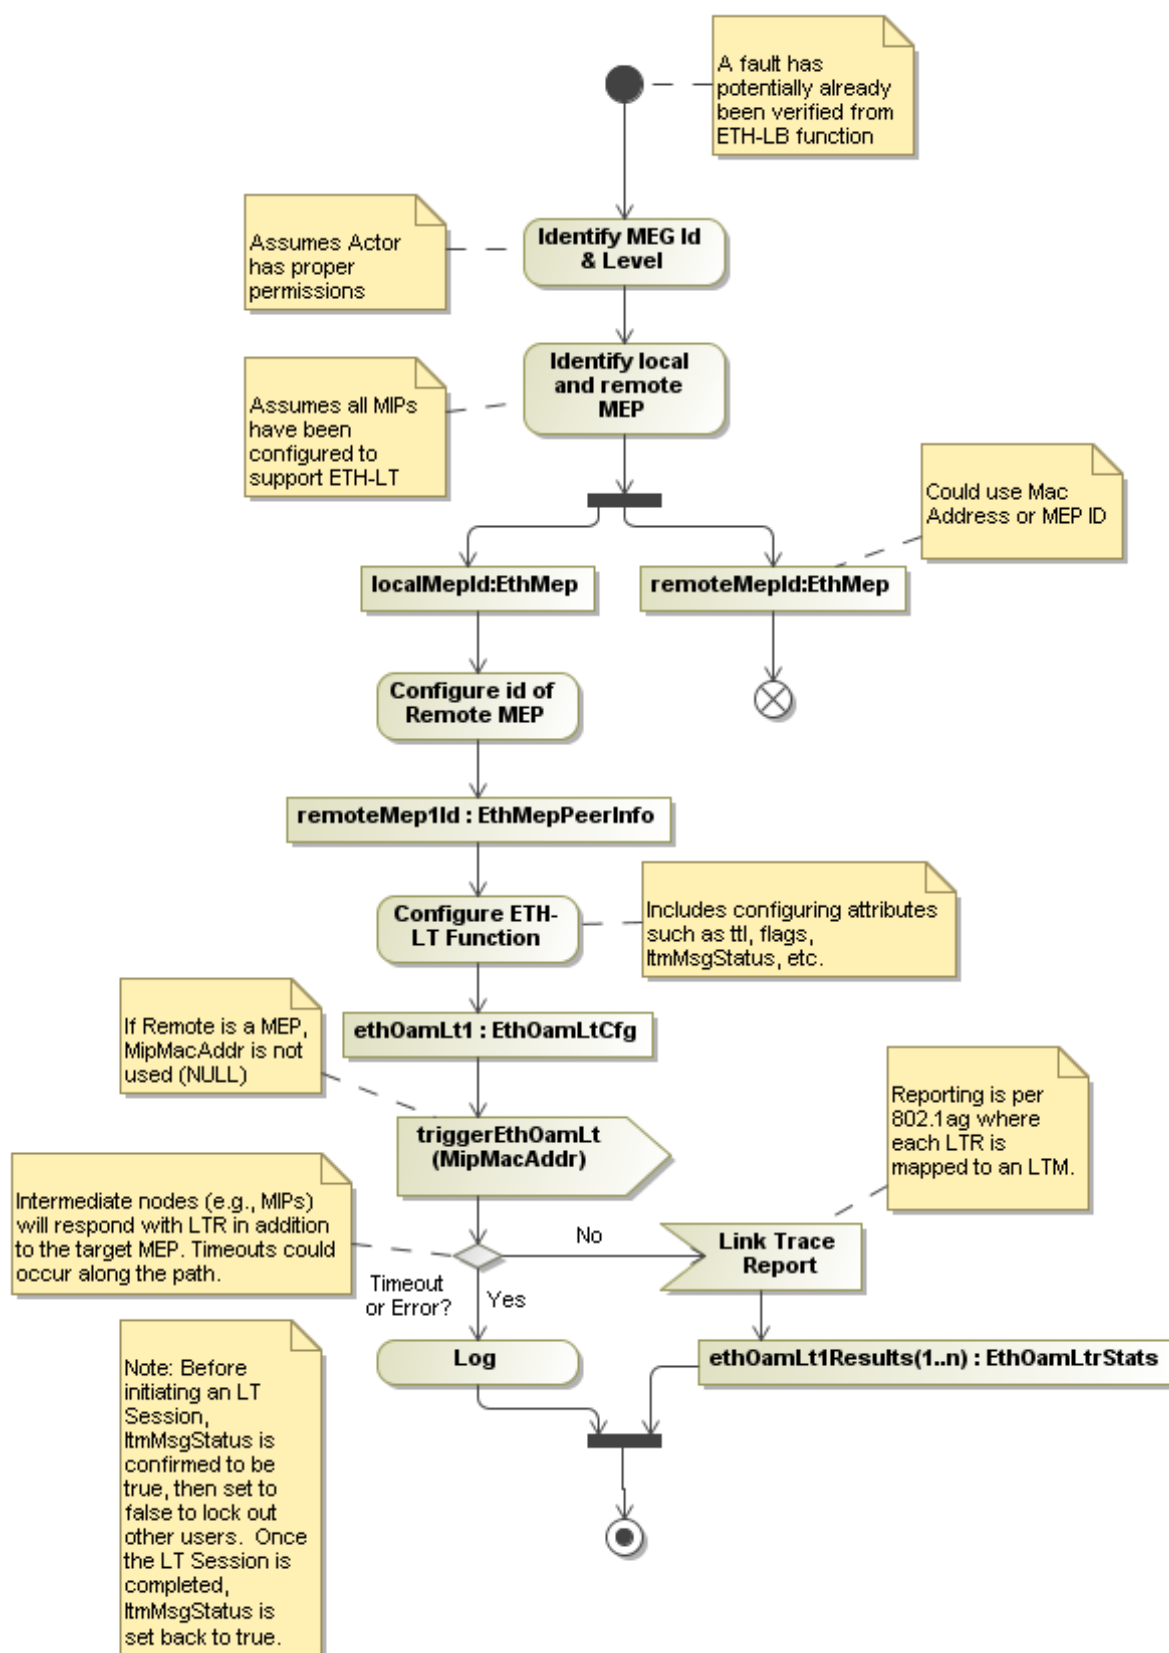 A fault has
potentially already
been verified from
ETH-LB function
Assumes Actor
has proper
permissions
Identify MEG Id
& Level
Assumes all MIPs
have been
configured to
support ETH-LT
Identify local
and remote
MEP
Could use Mac
Address or MEP ID
localMepId:EthMep
remoteMepId:EthMep
Configure id of
Remote MEP
remoteMep1Id : EthMepPeerInfo
Configure ETH-
LT Function
Includes configuring attributes
such as ttl, flags,
ltmMsgStatus, etc.
If Remote is a MEP,
MipMacAddr is not
used (NULL)
ethOamLt1 : EthOamLtCfg
Reporting is per
802.1ag where
each LTR is
mapped to an LTM.
triggerEthOamLt
(MipMacAddr)
Intermediate nodes (e.g., MIPs)
will respond with LTR in addition
to the target MEP. Timeouts could
occur along the path.
No
Link Trace
Report
Timeout
or Error?
Yes
Log
ethOamLt1Results(1..n) : EthOamLtrStats
Note: Before
initiating an LT
Session,
ltmMsgStatus is
confirmed to be
true, then set to
false to lock out
other users. Once
the LT Session is
completed,
ltmMsgStatus is
set back to true.